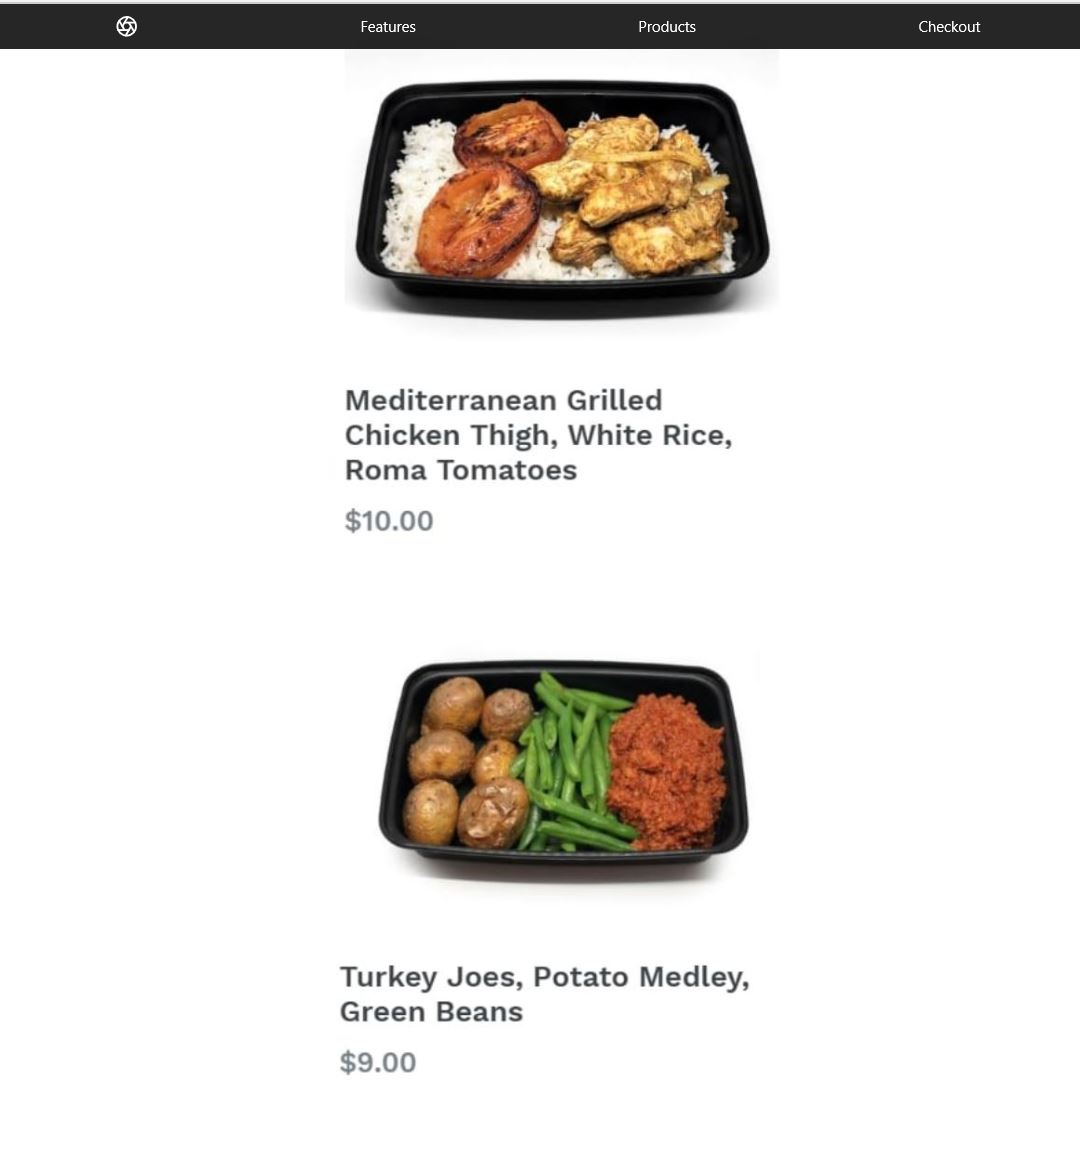 Features Products Checkout
Mediterranean Grilled
Chicken Thigh, White Rice,
Roma Tomatoes
$10.00
Turkey Joes, Potato Medley,
Green Beans
$9.00